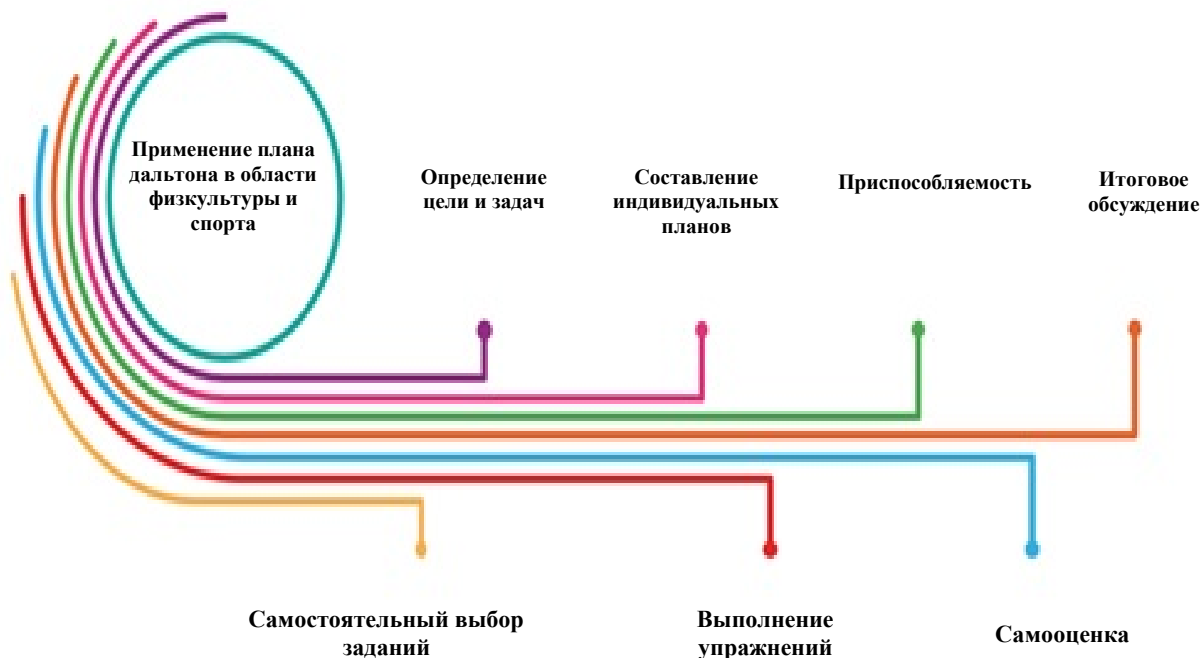 Применение плана
дальтона в области
физкультуры и
спорта
Определение
цели и задач
Составление
индивидуальных
планов
Приспособляемость
Итоговое
обсуждение
Самостоятельный выбор
заданий
Выполнение
упражнений
Самооценка